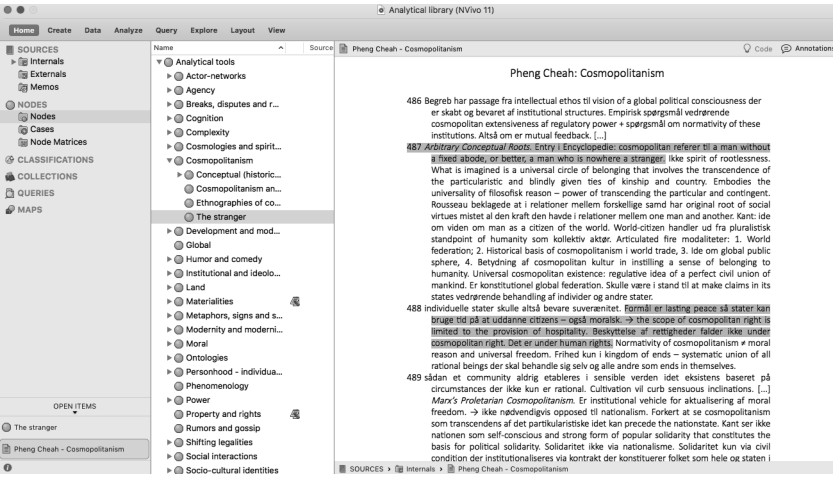 Analytical library (NVivo 12)
Home Create Data Analyze Query Explore Layout View
SOURCES
Internals
Externals
Memos
NODES
Nodes
Cases
Node Matrices
CLASSIFICATIONS
COLLECTIONS
QUERIES
MAPS
OPEN ITEMS
The stranger
Pheng Cheah - Cosmopolitanism
Name Source
Analytical tools
Actor-networks
Agency
Breaks, disputes and r...
Cognition
Complexity
Cosmologies and spirit...
Cosmopolitanism
Conceptual (historic...
Cosmopolitanism an...
Ethnographies of co...
The stranger
Development and mod...
Global
Humor and comedy
Institutional and ideolo...
Land
Materialities
Metaphors, signs and s...
Modernity and moderni...
Moral
Ontologies
Personhood - individua...
Phenomenology
Power
Property and rights
Rumors and gossip
Shifting legalities
Social interactions
Socio-cultural identities
Pheng Cheah - Cosmopolitanism Code Annotations
Pheng Cheah: Cosmopolitanism
486 Begreb har passage fra intellectual ethos til vision of a global political consciousness der
er skabt og bevaret af institutional structures. Empirisk spørgsmål vedrørende
cosmopolitan extensiveness af regulatory power + spørgsmål om normativity of these
institutions. Altså om er mutual feedback. [...]
487 Arbitrary Conceptual Roots. Entry i Encyclopedie: cosmopolitan referer til a man without
a fixed abode, or better, a man who is nowhere a stranger. Ikke spirit of rootlessness.
What is imagined is a universal circle of belonging that involves the transcendence of
the particularistic and blindly given ties of kinship and country. Embodies the
universality of filosofisk reason – power of transcending the particular and contingent.
Rousseau beklagede at i relationer mellem forskellige samd har original root of social
virtues mistet al den kraft den havde i relationer mellem one man and another. Kant: ide
om viden om man as a citizen of the world. World-citizen handler ud fra pluralistisk
standpoint of humanity som kollektiv aktør. Articulated fire modaliteter: 1. World
federation; 2. Historical basis of cosmopolitanism i world trade, 3. Ide om global public
sphere, 4. Betydning af cosmopolitan kultur in instilling a sense of belonging to
humanity. Universal cosmopolitan existence: regulative idea of a perfect civil union of
mankind. Er konstitutionel global federation. Skulle være i stand til at make claims in its
states vedrørende behandling af individer og andre stater.
488 individuelle stater skulle altså bevare suverænitet. Formål er lasting peace så stater kan
bruge tid på at uddanne citizens – også moralsk. → the scope of cosmopolitan right is
limited to the provision of hospitality. Beskyttelse af rettigheder falder ikke under
cosmopolitan right. Det er under human rights. Normativity of cosmopolitanism ≠ moral
reason and universal freedom. Frihed kun i kingdom of ends – systematic union of all
rational beings der skal behandle sig selv og alle andre som ends in themselves.
489 sådan et community aldrig etableres i sensible verden idet eksistens baseret på
circumstances der ikke kun er rational. Cultivation vil curb sensuous inclinations. [...]
Marx's Proletarian Cosmopolitanism. Er institutional vehicle for aktualisering af moral
freedom. → ikke nødvendigvis opposed til nationalism. Forkert at se cosmopolitanism
som transcendens af det partikularistiske idet kan precede the nationstate. Kant ser ikke
nationen som self-conscious and strong form of popular solidarity that constitutes the
basis for political solidarity. Solidaritet ikke via nationalisme. Solidaritet kun via civil
condition der institutionaliseres via kontrakt der konstituerer folket som hele og staten i
SOURCES › Internals › Pheng Cheah - Cosmopolitanism